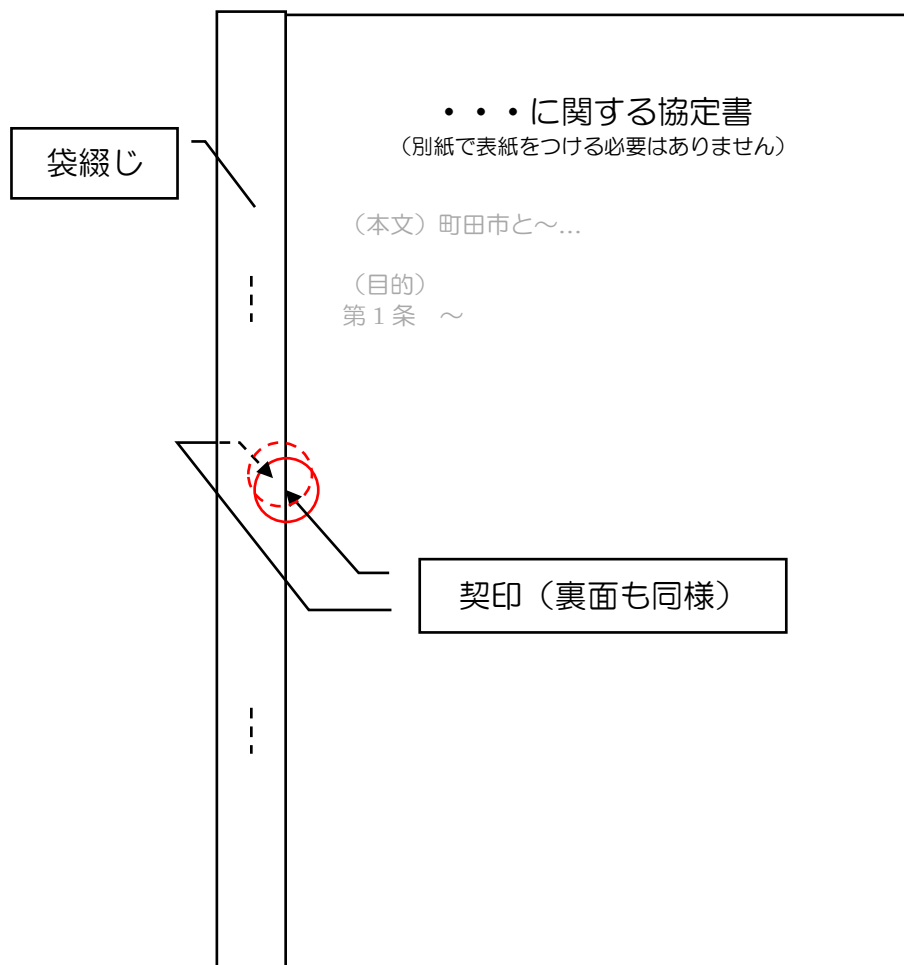 ・・・に関する協定書
（別紙で表紙をつける必要はありません）
袋綴じ
（本文）町田市と～…
（目的）
第１条　～
契印（裏面も同様）